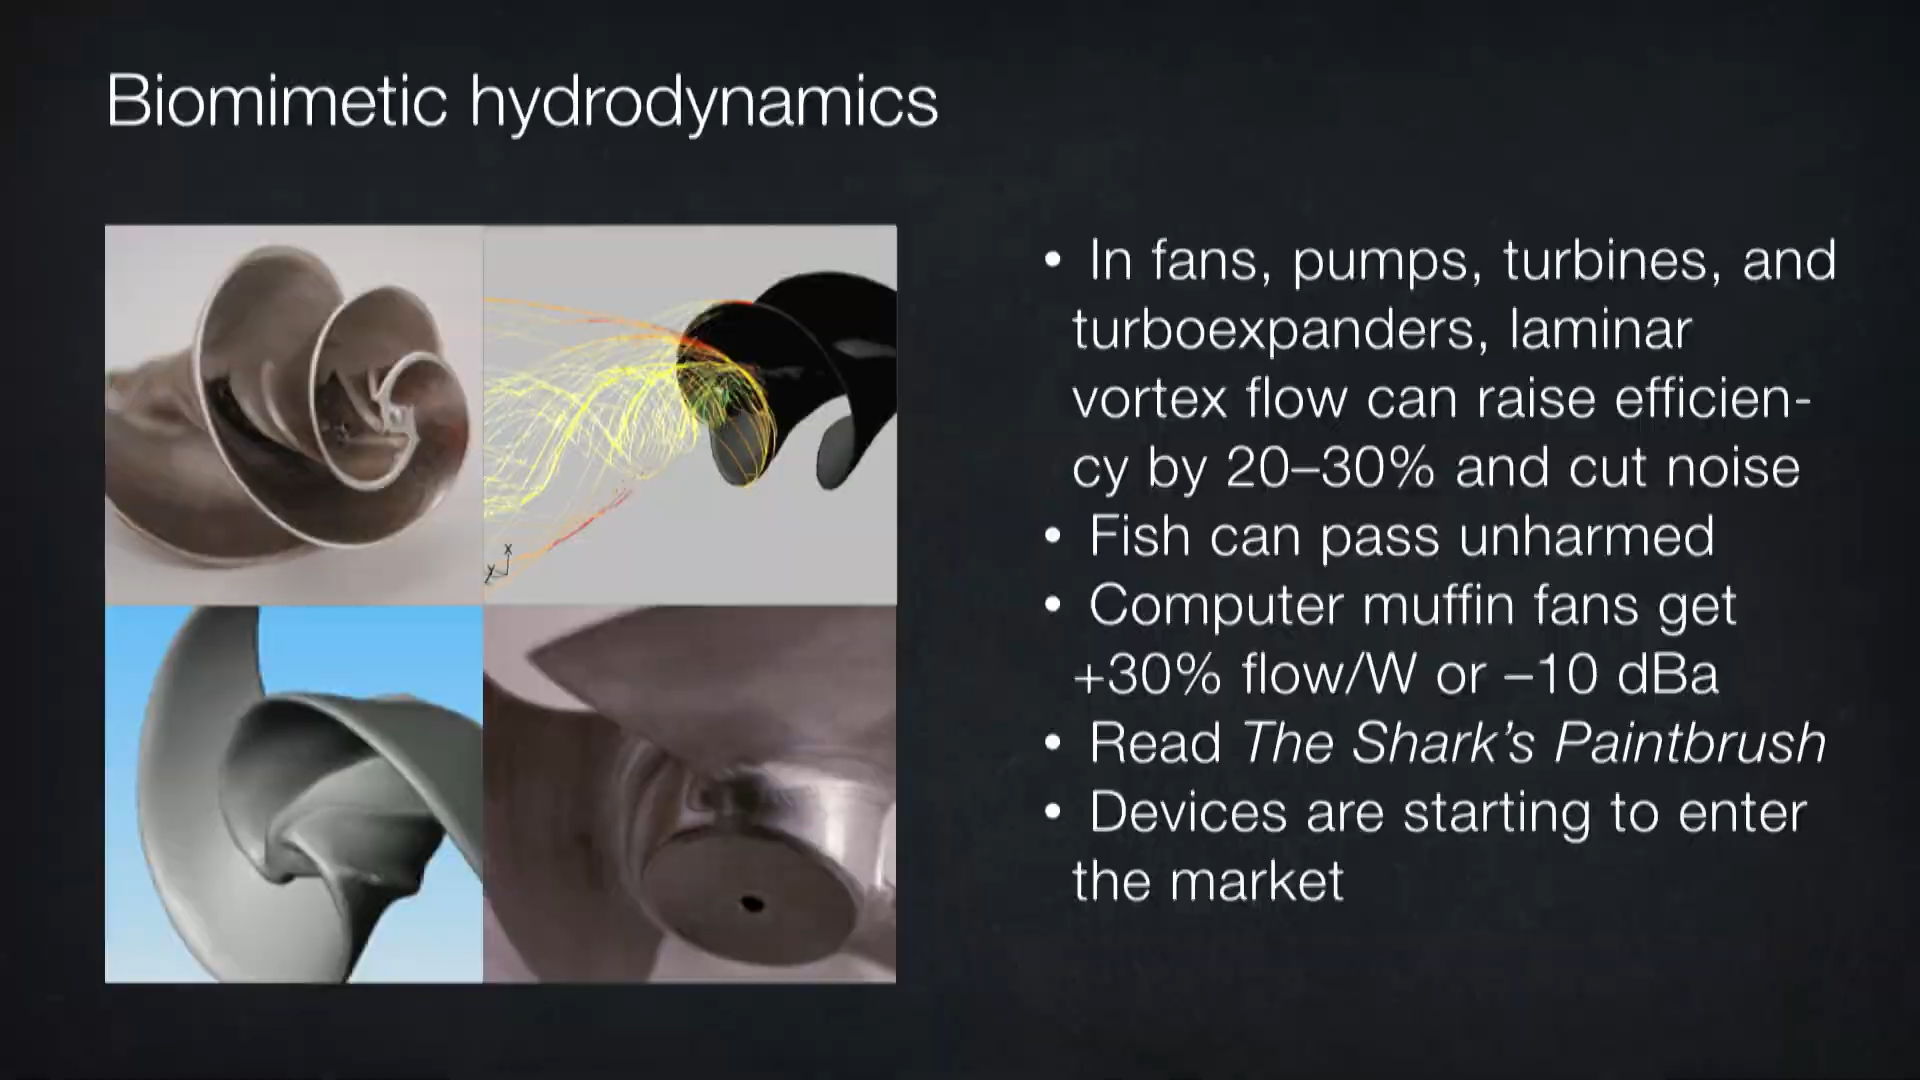 Biomimetic hydrodynamics
• In fans, pumps, turbines, and
turboexpanders, laminar
vortex flow can raise efficien-
cy by 20–30% and cut noise
• Fish can pass unharmed
• Computer muffin fans get
+30% flow/W or –10 dBa
• Read The Shark’s Paintbrush
• Devices are starting to enter
the market
x
y